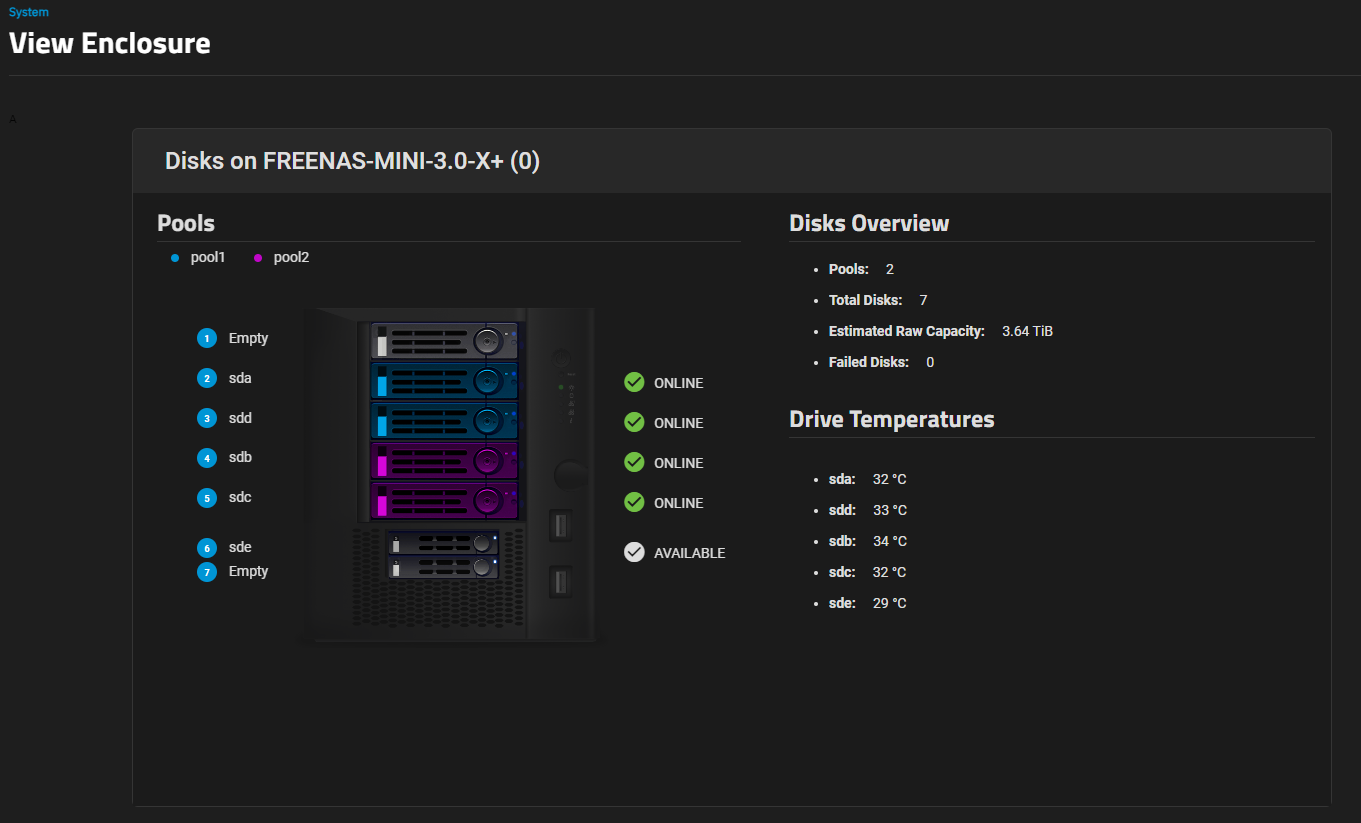 System
View Enclosure
A
Disks on FREENAS-MINI-3.0-X+ (0)
Pools
pool1 pool2
1 Empty
2 sda
3 sdd
4 sdb
5 sdc
6 sde
7 Empty
ONLINE
ONLINE
ONLINE
ONLINE
AVAILABLE
Disks Overview
Pools: 2
Total Disks: 7
Estimated Raw Capacity: 3.64 TiB
Failed Disks: 0
Drive Temperatures
sda: 32 °C
sdd: 33 °C
sdb: 34 °C
sdc: 32 °C
sde: 29 °C